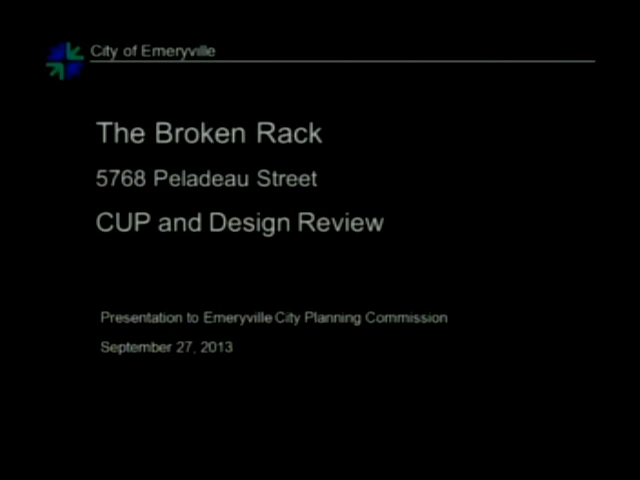 City of Emeryville
The Broken Rack
5768 Peladeau Street
CUP and Design Review
Presentation to Emeryville City Planning Commission
September 27, 2013